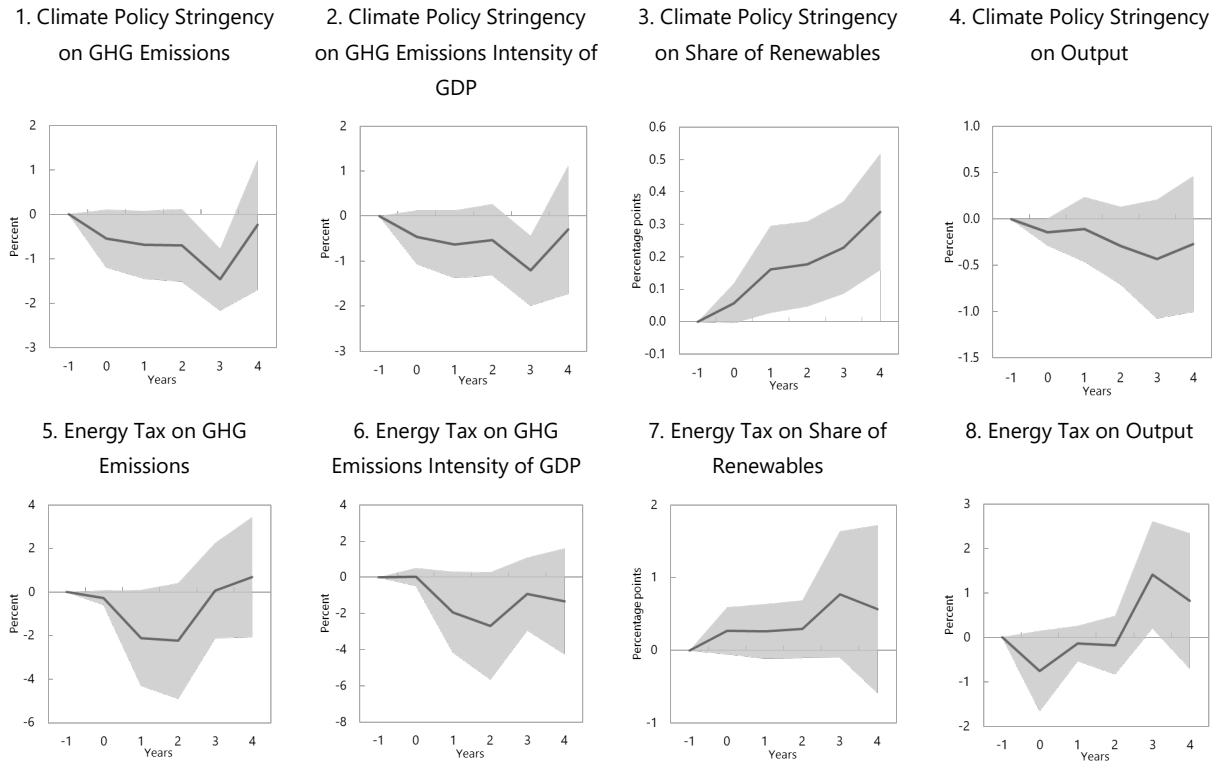 1. Climate Policy Stringency
on GHG Emissions
2
1
0
-1
-2
-3
Percent
-1 0 1 2 3 4
Years
2. Climate Policy Stringency
on GHG Emissions Intensity of
GDP
2
1
0
-1
-2
-3
Percent
-1 0 1 2 3 4
Years
3. Climate Policy Stringency
on Share of Renewables
0.6
0.5
0.4
0.3
0.2
0.1
0.0
-0.1
Percentage points
-1 0 1 2 3 4
Years
4. Climate Policy Stringency
on Output
1.0
0.5
0.0
-0.5
-1.0
-1.5
Percent
-1 0 1 2 3 4
Years
5. Energy Tax on GHG
Emissions
4
2
0
-2
-4
-6
Percent
-1 0 1 2 3 4
Years
6. Energy Tax on GHG
Emissions Intensity of GDP
4
2
0
-2
-4
-6
-8
Percent
-1 0 1 2 3 4
Years
7. Energy Tax on Share of
Renewables
2
1
0
-1
Percentage points
-1 0 1 2 3 4
Years
8. Energy Tax on Output
3
2
1
0
-1
-2
Percent
-1 0 1 2 3 4
Years